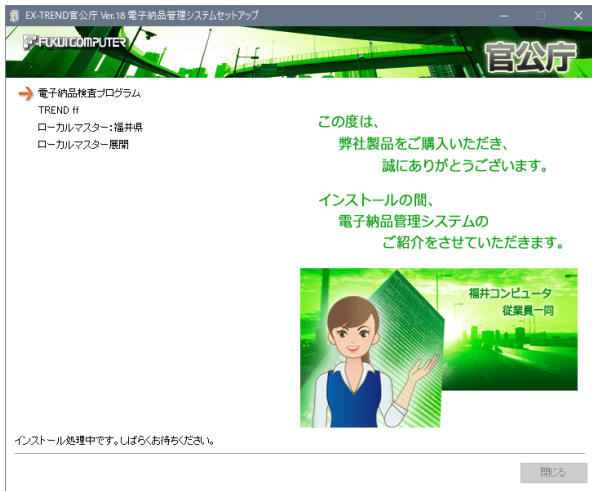 EX-TREND官公庁 Ver.18 電子納品管理システムセットアップ
FUKUI COMPUTER
官公庁
電子納品検査プログラム
TREND ff
ローカルマスター:福井県
ローカルマスター展開
この度は、
弊社製品をご購入いただき、
誠にありがとうございます。
インストールの間、
電子納品管理システムの
ご紹介をさせていただきます。
福井コンピュータ
従業員一同
インストール処理中です。しばらくお待ちください。
閉じる